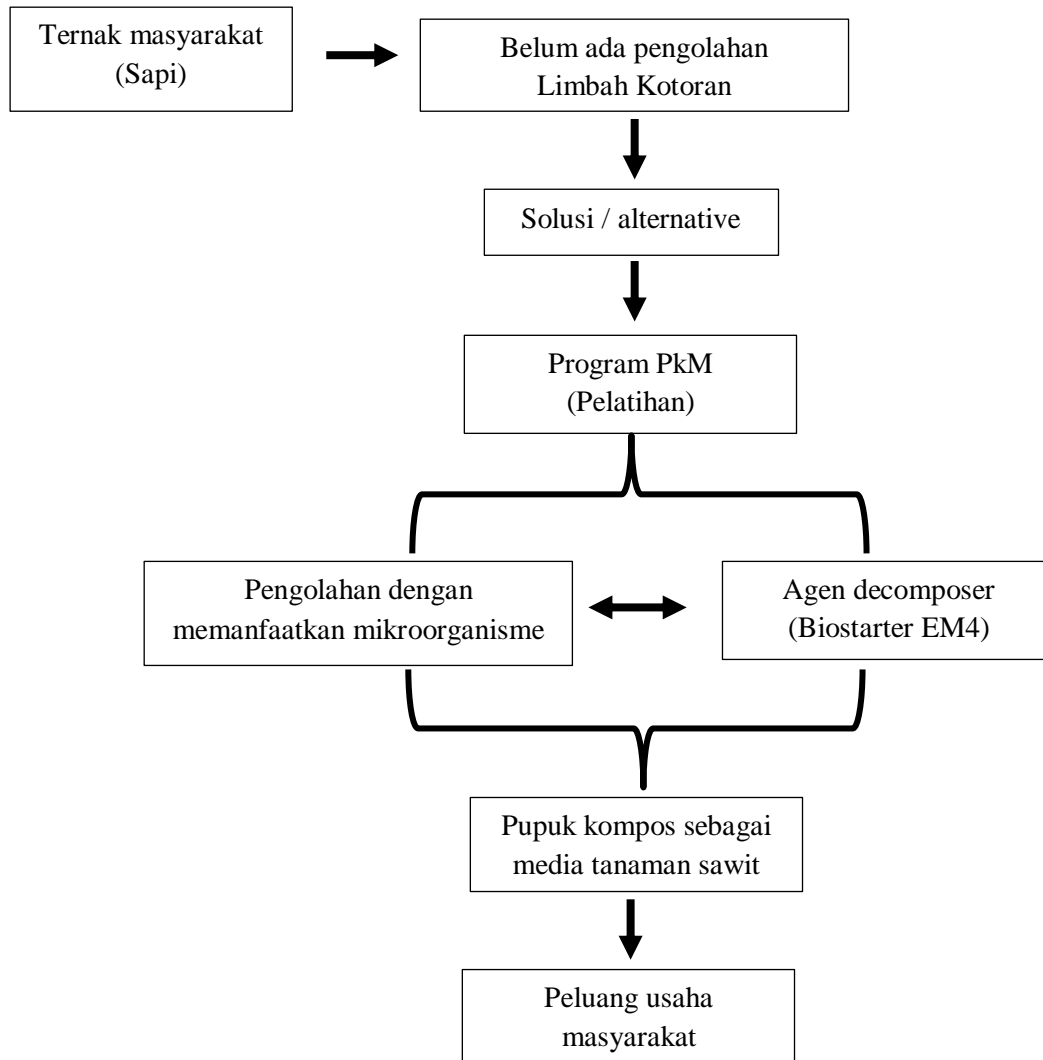 Ternak masyarakat
(Sapi)
Belum ada pengolahan
Limbah Kotoran
Solusi / alternative
Program PkM
(Pelatihan)
Pengolahan dengan
memanfaatkan mikroorganisme
Agen decomposer
(Biostarter EM4)
Pupuk kompos sebagai
media tanaman sawit
Peluang usaha
masyarakat